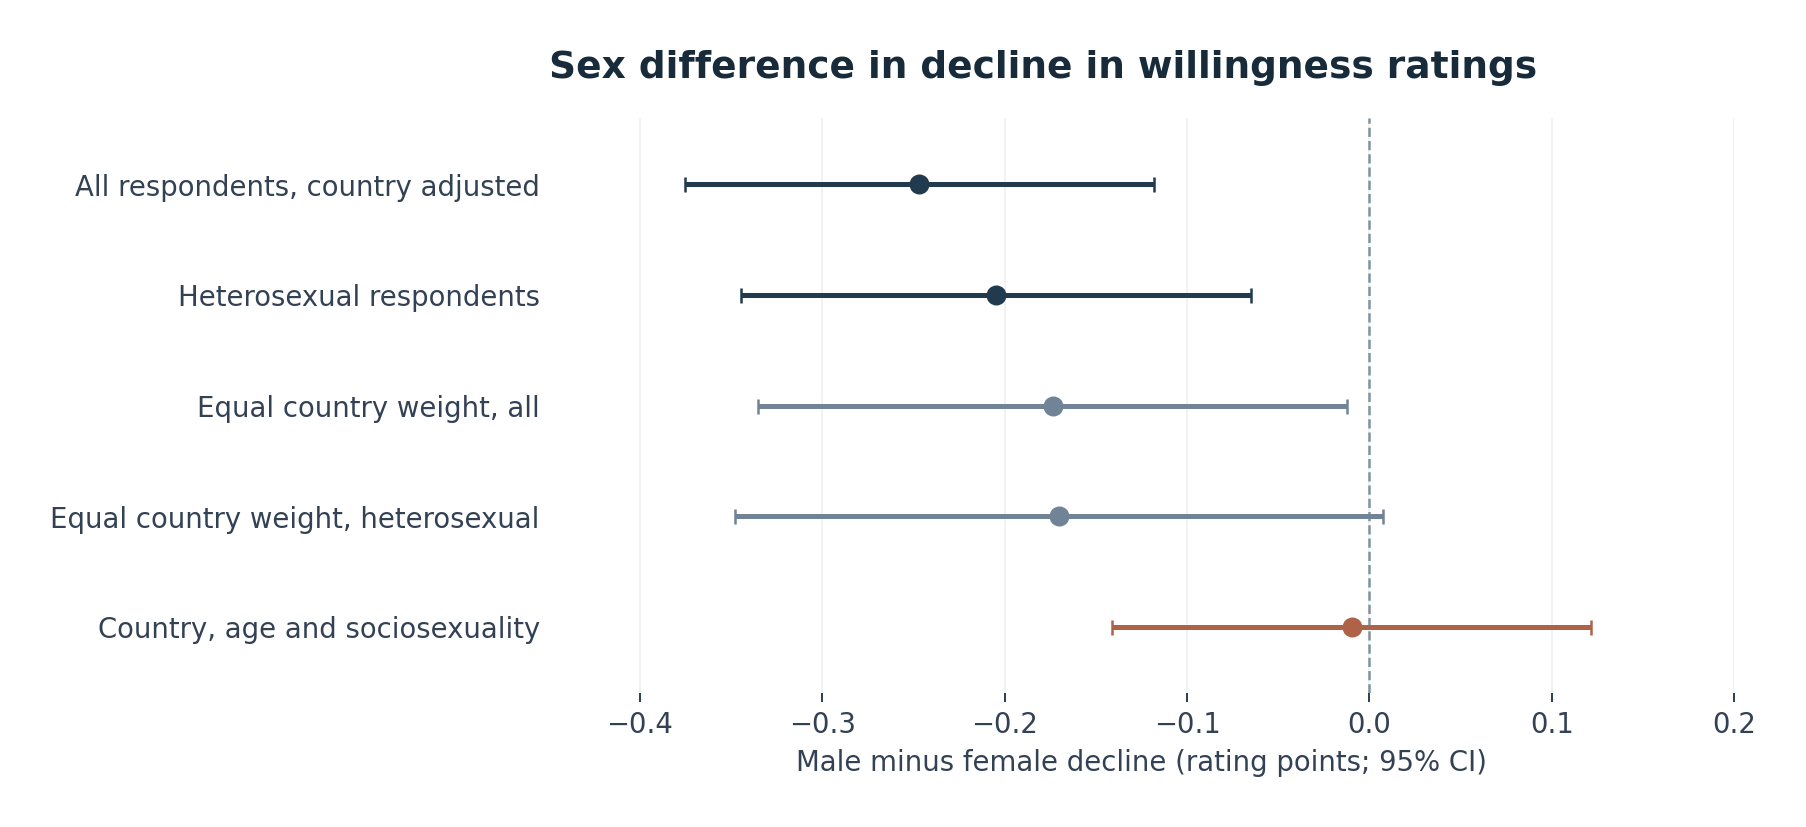 Sex difference in decline in willingness ratings
All respondents, country adjusted
Heterosexual respondents
Equal country weight, all
Equal country weight, heterosexual
Country, age and sociosexuality
−0.4 −0.3 −0.2 −0.1 0.0 0.1 0.2
Male minus female decline (rating points; 95% CI)